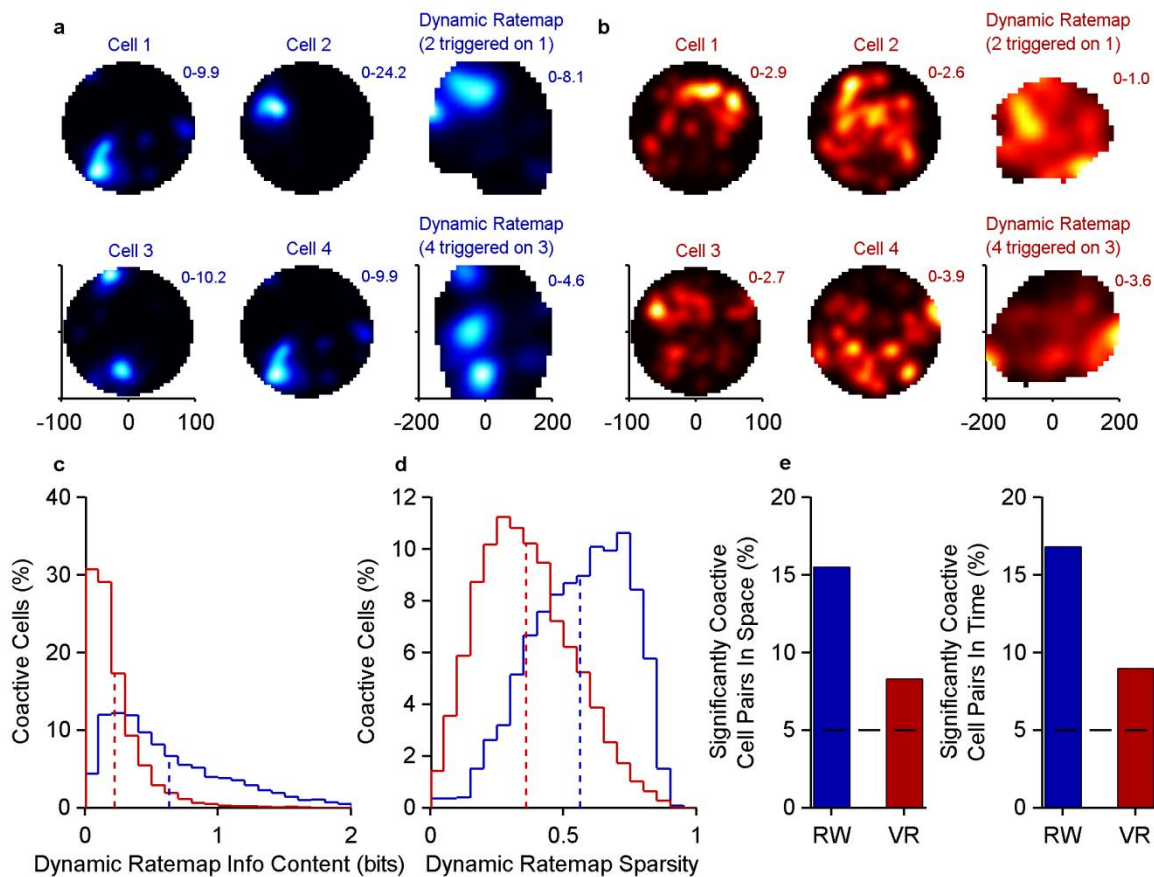 a
Cell 1
0-9.9
Cell 2
0-24.2
Dynamic Ratemap
(2 triggered on 1)
0-8.1
b
Cell 1
0-2.9
Cell 2
0-2.6
Dynamic Ratemap
(2 triggered on 1)
0-1.0
Cell 3
0-10.2
Cell 4
0-9.9
Dynamic Ratemap
(4 triggered on 3)
0-4.6
Cell 3
0-2.7
Cell 4
0-3.9
Dynamic Ratemap
(4 triggered on 3)
0-3.6
-100 0 100
-200 0 200
-100 0 100
-200 0 200
c
Coactive Cells (%)
40
30
20
10
0
0 1 2
Dynamic Ratemap Info Content (bits)
d
Coactive Cells (%)
12
10
8
6
4
2
0
0 0.5 1
Dynamic Ratemap Sparsity
e
Significantly Coactive
Cell Pairs In Space (%)
20
15
10
5
0
RW VR
Significantly Coactive
Cell Pairs In Time (%)
20
15
10
5
0
RW VR